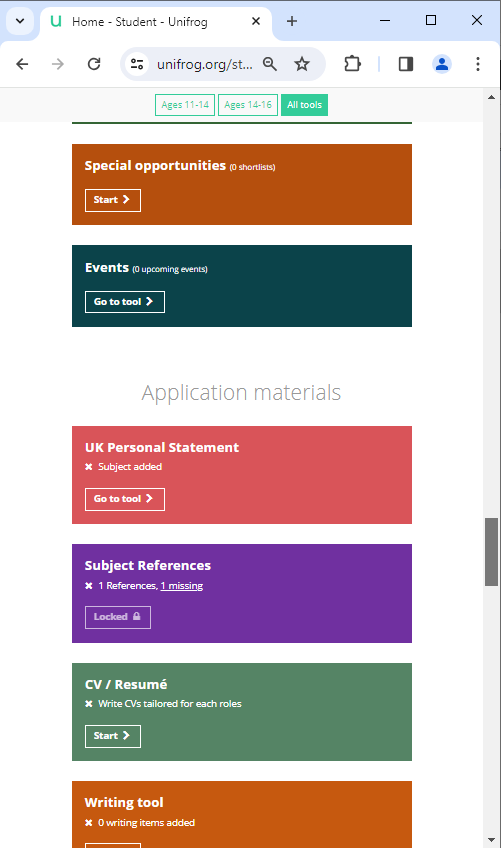 Home - Student - Unifrog
unifrog.org/st...
Ages 11-14 Ages 14-16 All tools
Special opportunities (0 shortlists)
Start
Events (0 upcoming events)
Go to tool
Application materials
UK Personal Statement
Subject added
Go to tool
Subject References
1 References, 1 missing
Locked
CV / Resumé
Write CVs tailored for each roles
Start
Writing tool
0 writing items added